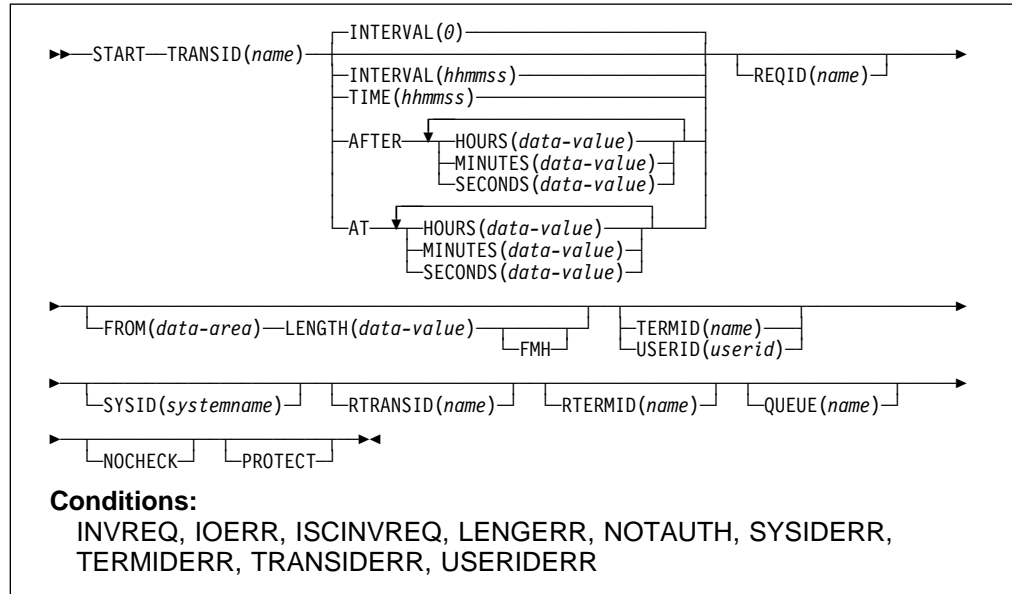 INTERVAL(0)
START TRANSID(name)
INTERVAL(hhmmss) REQID(name)
TIME(hhmmss)
AFTER HOURS(data-value)
MINUTES(data-value)
SECONDS(data-value)
AT HOURS(data-value)
MINUTES(data-value)
SECONDS(data-value)
FROM(data-area) LENGTH(data-value) TERMID(name)
FMH USERID(userid)
SYSID(systemname) RTRANSID(name) RTERMID(name) QUEUE(name)
NOCHECK PROTECT
Conditions:
INVREQ, IOERR, ISCINVREQ, LENGERR, NOTAUTH, SYSIDERR,
TERMIDERR, TRANSIDERR, USERIDERR